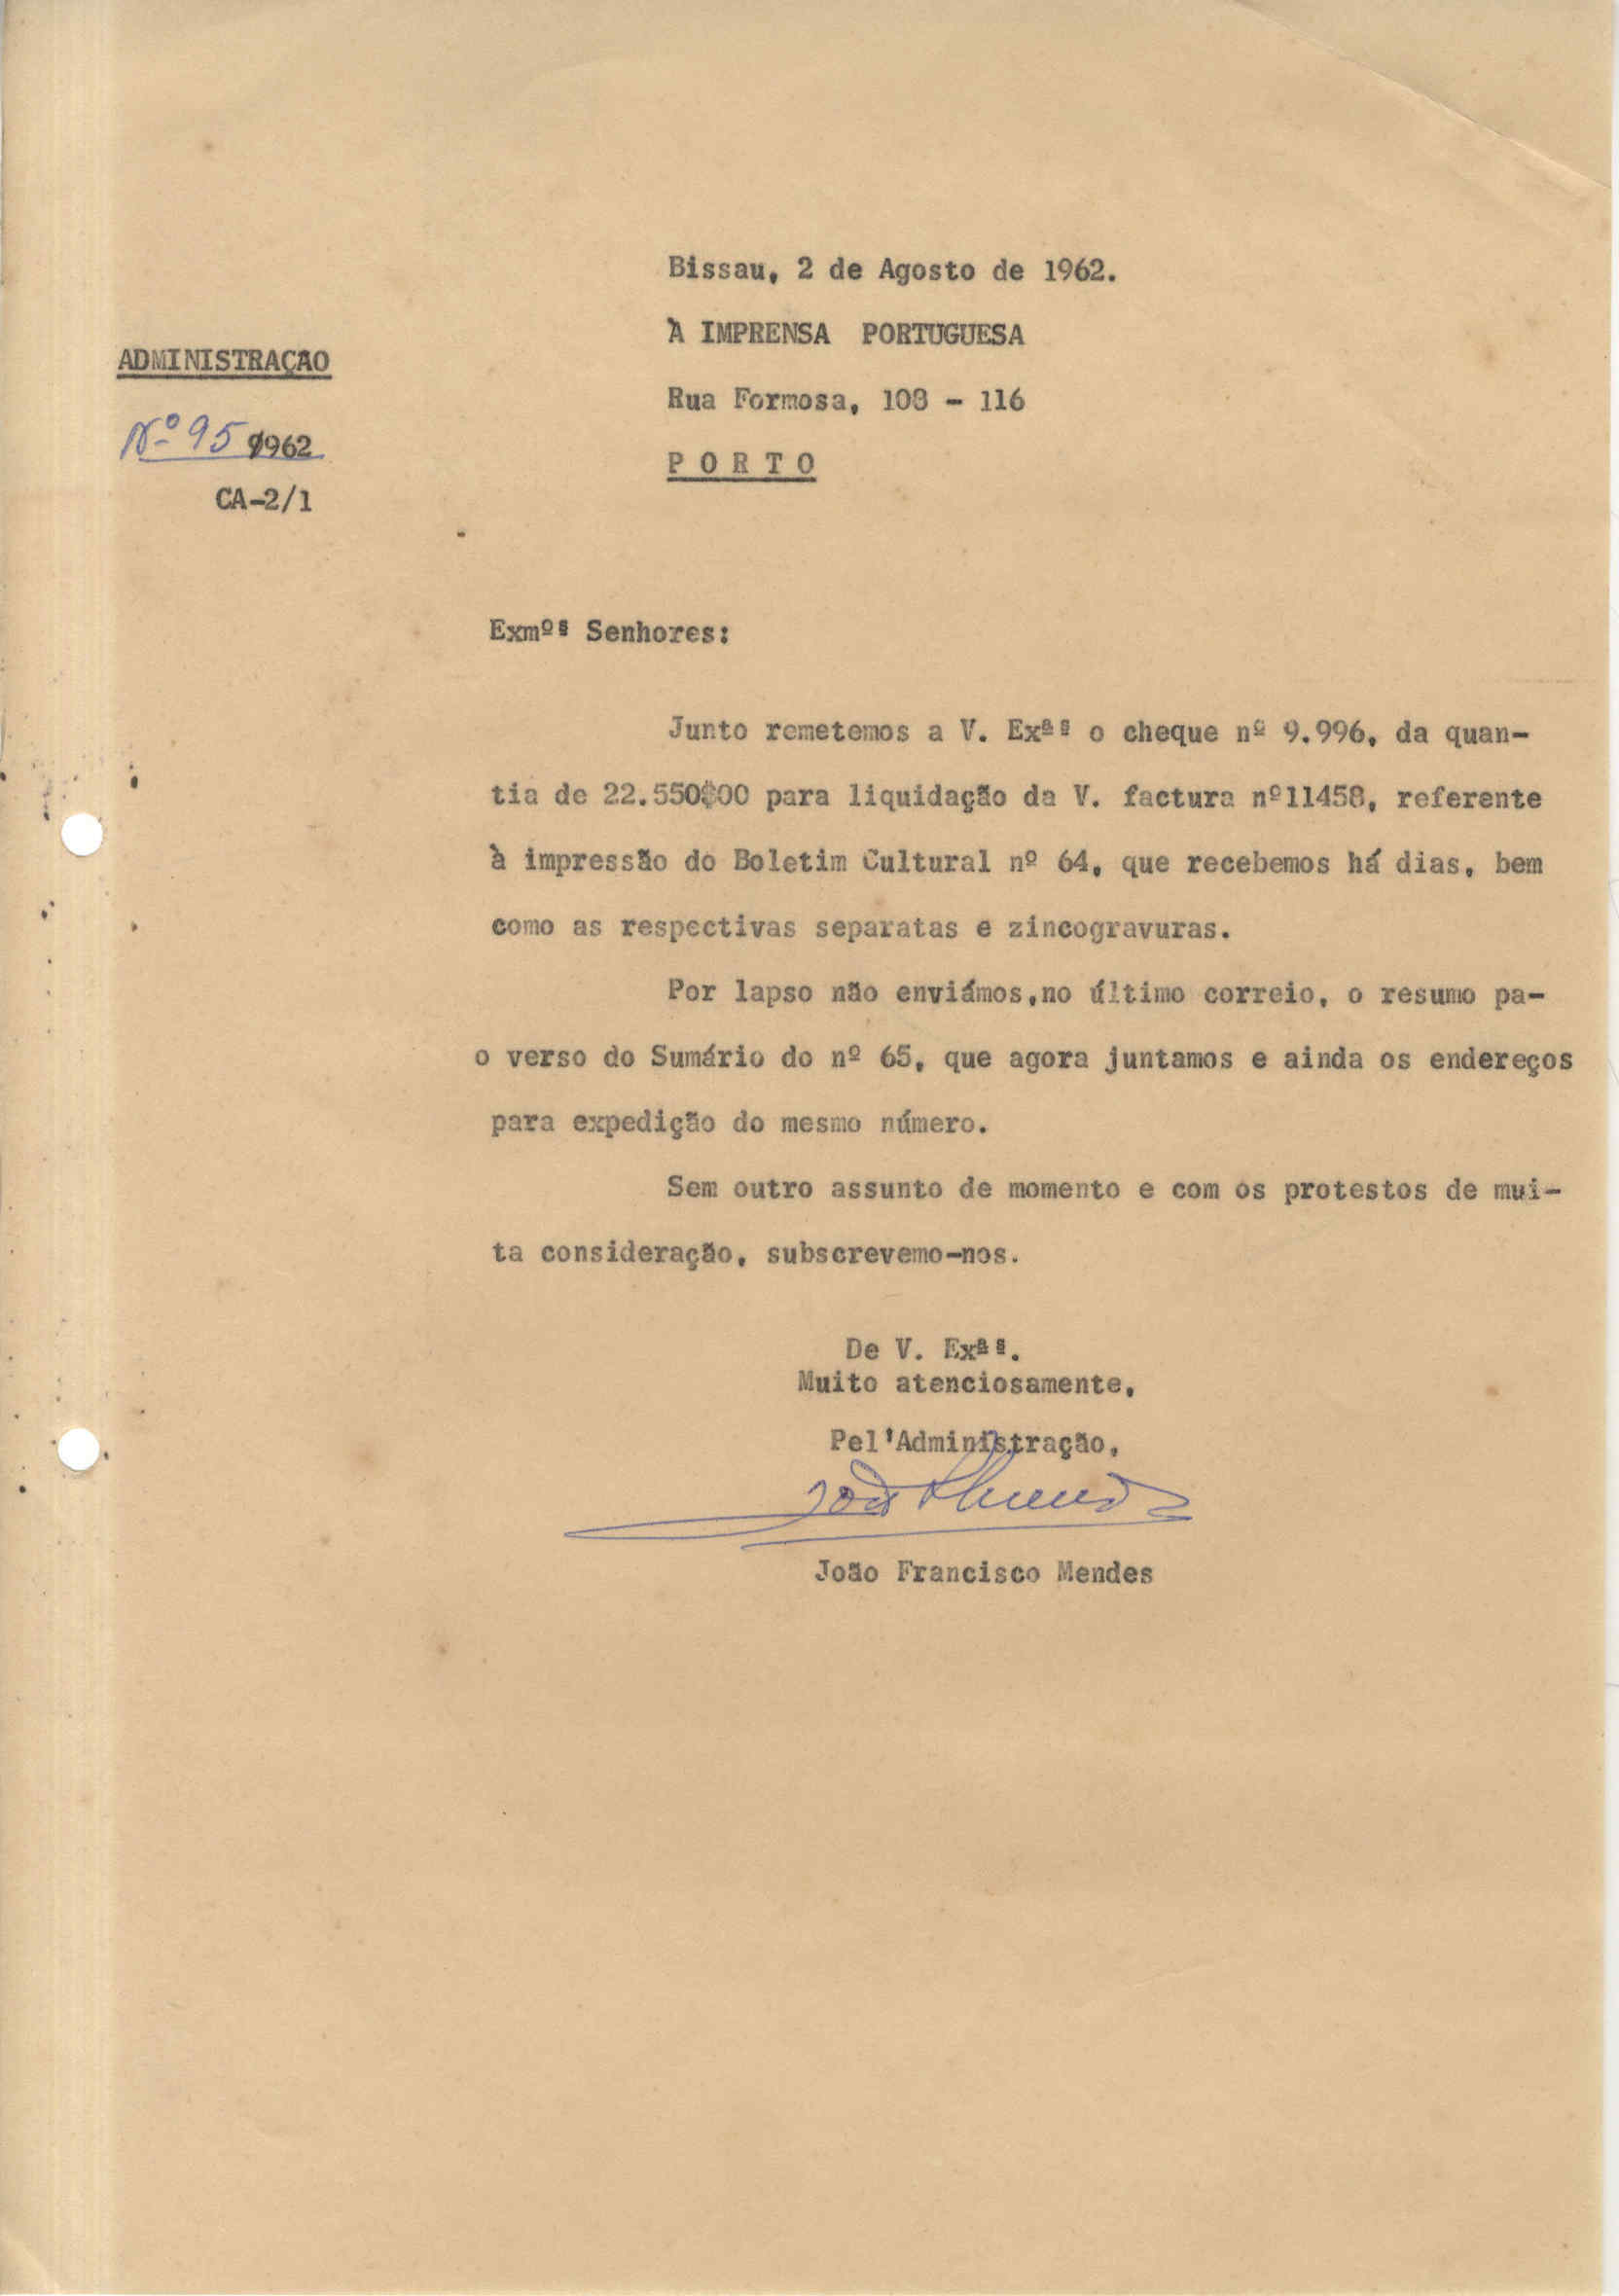 Bissau, 2 de Agosto de 1962.
À IMPRENSA PORTUGUESA
ADMINISTRAÇÃO
Rua Formosa, 108 - 116
Nº 95/1962
PORTO
CA-2/1
Exmºs Senhores:
Junto remetemos a V. Exªs o cheque nº 9.996, da quan-
tia de 22.550$00 para liquidação da V. factura nº11458, referente
à impressão do Boletim Cultural nº 64, que recebemos há dias, bem
como as respectivas separatas e zincogravuras.
Por lapso não enviámos,no último correio, o resumo pa-
o verso do Sumário do nº 65, que agora juntamos e ainda os endereços
para expedição do mesmo número.
Sem outro assunto de momento e com os protestos de mui-
ta consideração, subscrevemo-nos.
De V. Exªs.
Muito atenciosamente,
Pel'Administração,
João Francisco Mendes